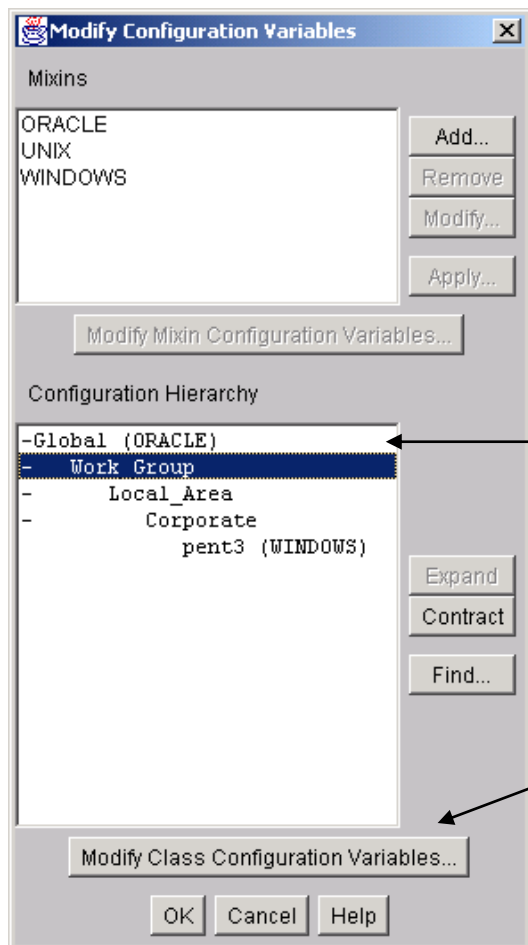 Modify Configuration Variables
Mixins
ORACLE
UNIX
WINDOWS
Add...
Remove
Modify...
Apply...
Modify Mixin Configuration Variables...
Configuration Hierarchy
-Global (ORACLE)
- Work Group
- Local_Area
- Corporate
pent3 (WINDOWS)
Expand
Contract
Find...
Modify Class Configuration Variables...
OK Cancel Help